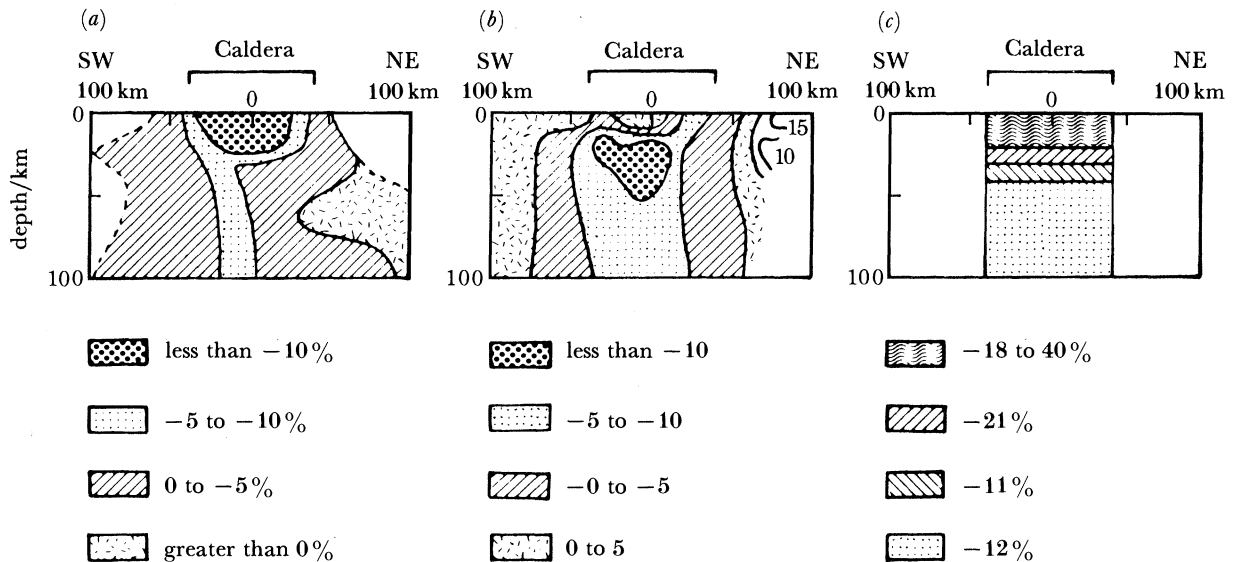 (a) (b) (c)
Caldera Caldera Caldera
SW NE SW NE SW NE
100 km 0 100 km 100 km 0 100 km 100 km 0 100 km
0 0 0
15
10
depth/km
100 100 100
less than −10% less than −10 −18 to 40%
−5 to −10% −5 to −10 −21%
0 to −5% −0 to −5 −11%
greater than 0% 0 to 5 −12%